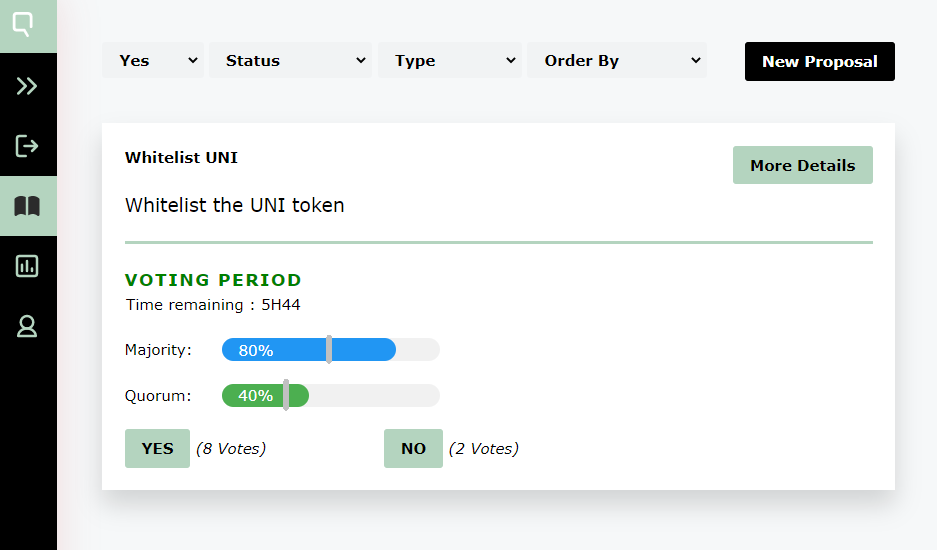 Yes Status Type Order By New Proposal
Whitelist UNI
More Details
Whitelist the UNI token
VOTING PERIOD
Time remaining : 5H44
Majority: 80%
Quorum: 40%
YES (8 Votes) NO (2 Votes)